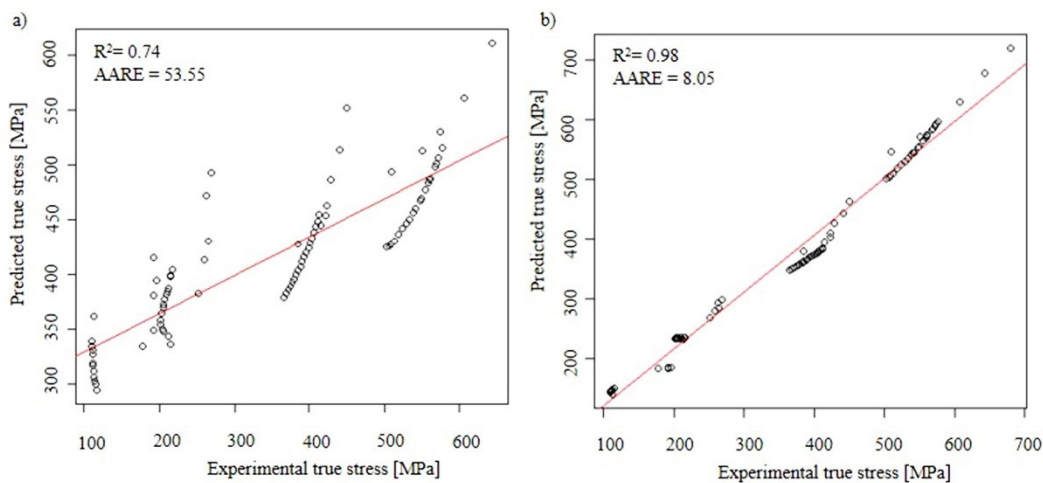 a)
R²= 0.74
AARE = 53.55
Predicted true stress [MPa]
600
550
500
450
400
350
300
100 200 300 400 500 600
Experimental true stress [MPa]
b)
R²= 0.98
AARE = 8.05
Predicted true stress [MPa]
700
600
500
400
300
200
100 200 300 400 500 600 700
Experimental true stress [MPa]